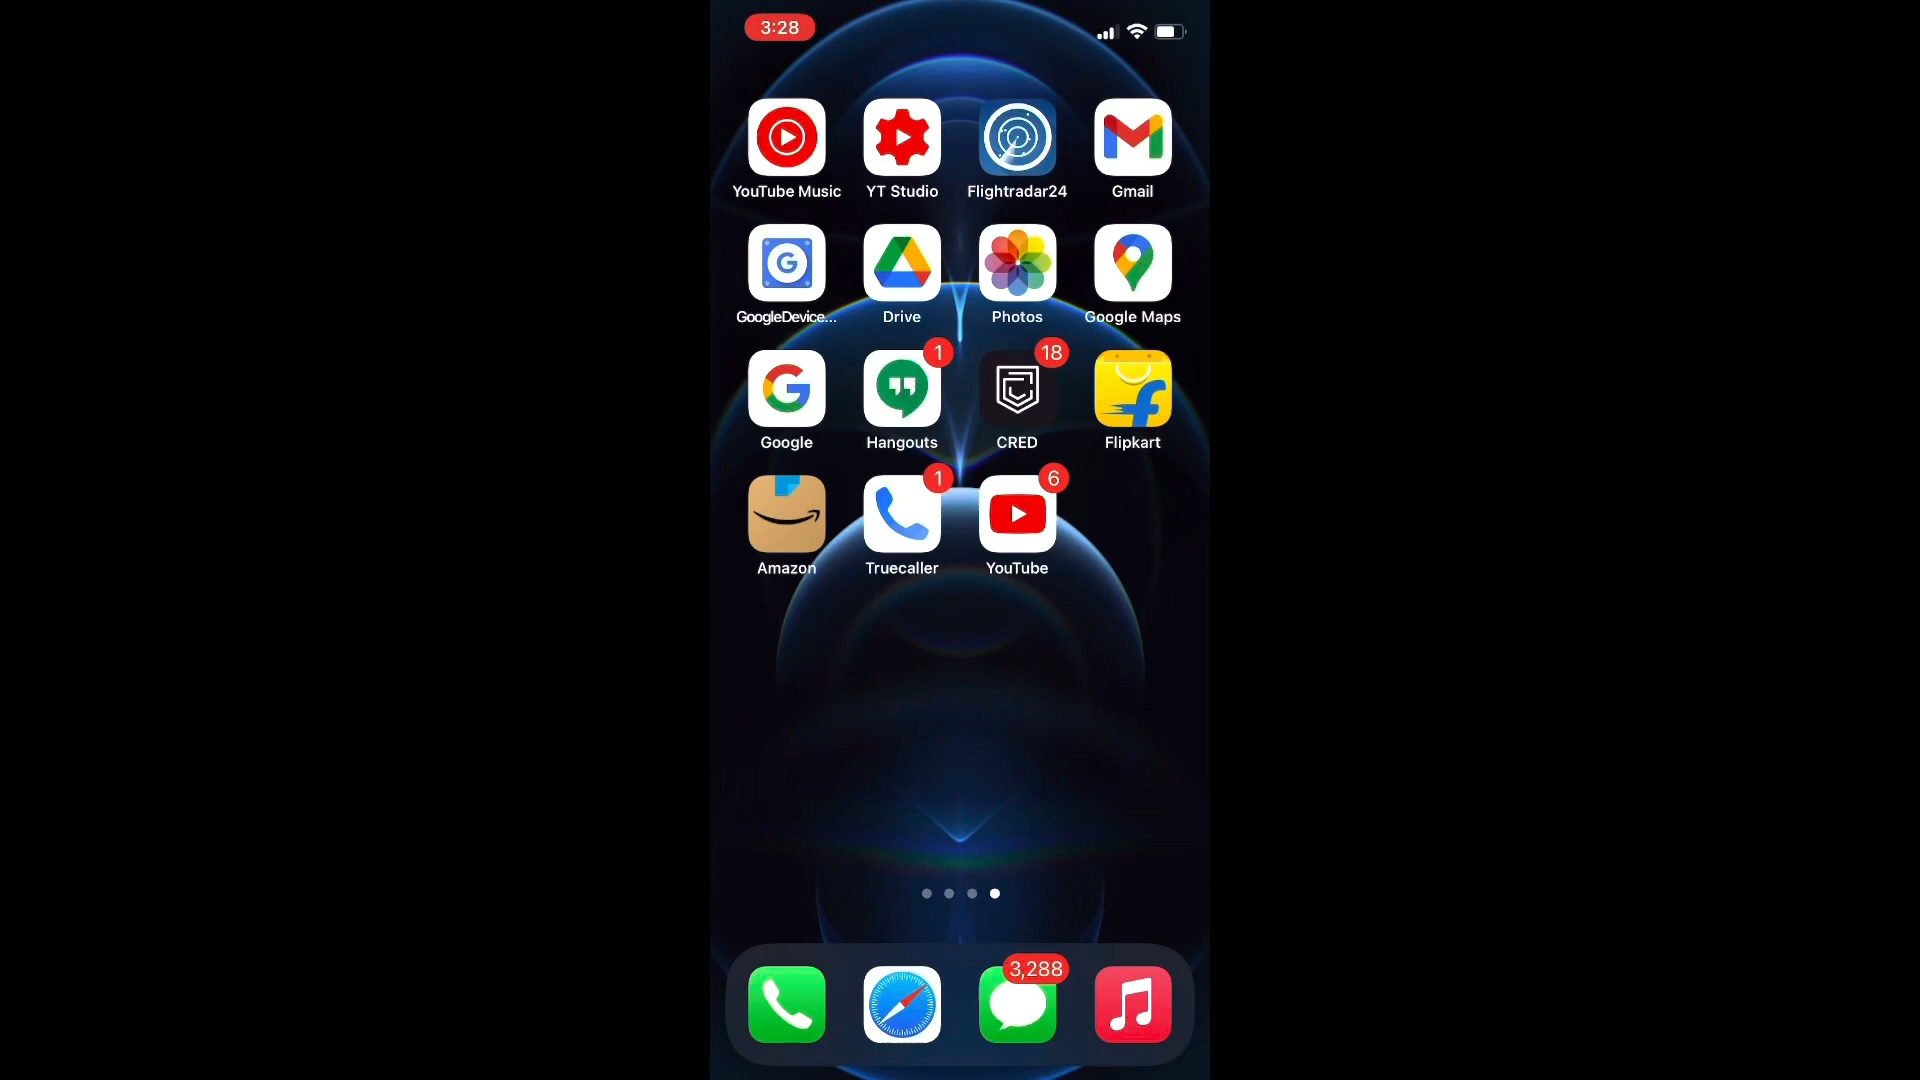 3:28
YouTube Music
YT Studio
Flightradar24
Gmail
GoogleDevice...
Drive
Photos
Google Maps
1
18
Google
Hangouts
CRED
Flipkart
1
6
Amazon
Truecaller
YouTube
3,288